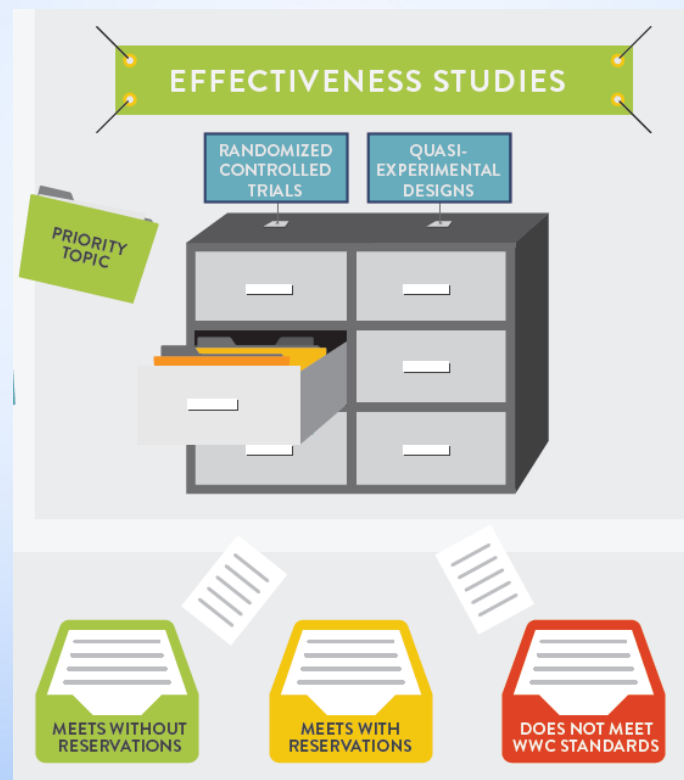 EFFECTIVENESS STUDIES
RANDOMIZED
CONTROLLED
TRIALS
QUASI-
EXPERIMENTAL
DESIGNS
PRIORITY
TOPIC
MEETS WITHOUT
RESERVATIONS
MEETS WITH
RESERVATIONS
DOES NOT MEET
WWC STANDARDS